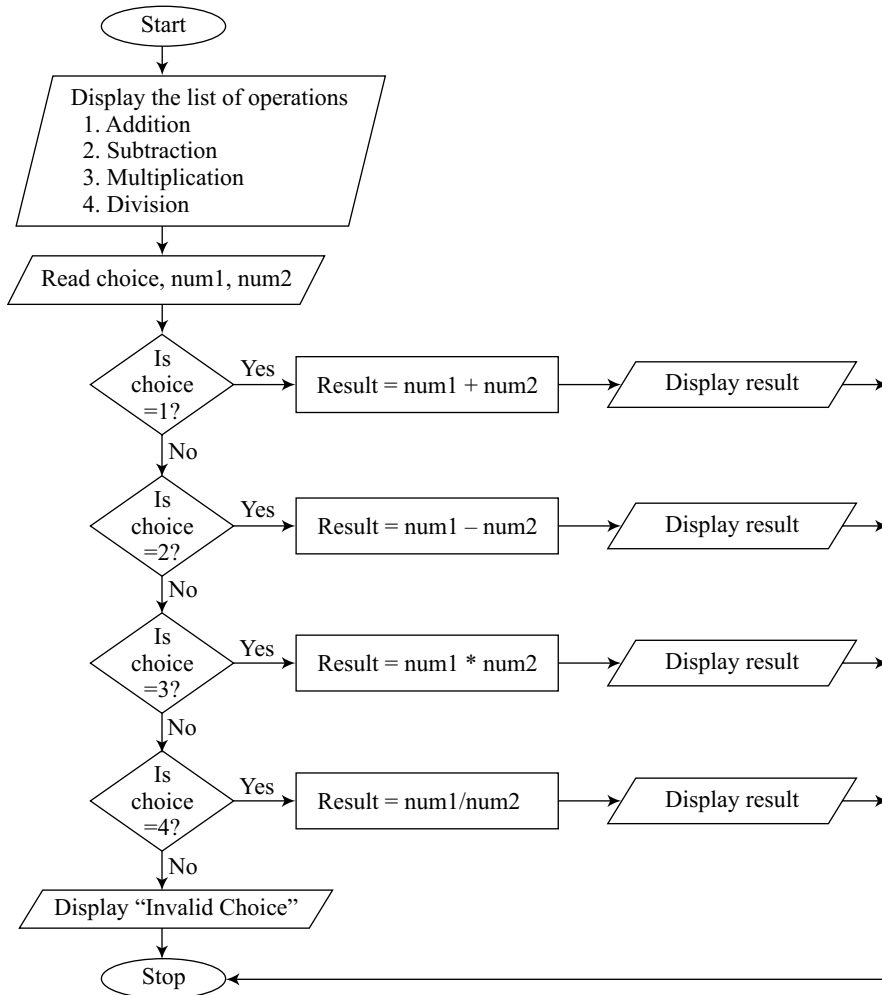 Start
Display the list of operations
1. Addition
2. Subtraction
3. Multiplication
4. Division
Read choice, num1, num2
Is
choice
=1?
Yes
Result = num1 + num2
Display result
No
Is
choice
=2?
Yes
Result = num1 – num2
Display result
No
Is
choice
=3?
Yes
Result = num1 * num2
Display result
No
Is
choice
=4?
Yes
Result = num1/num2
Display result
No
Display “Invalid Choice”
Stop